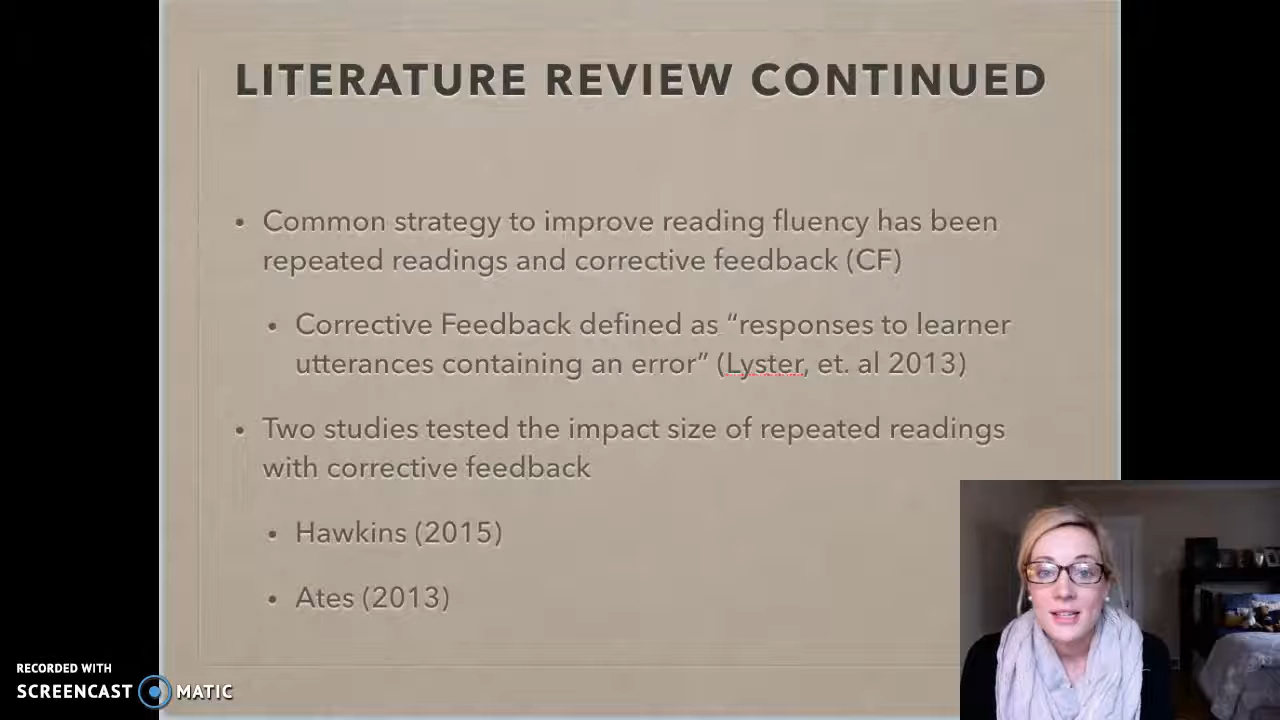 LITERATURE REVIEW CONTINUED
• Common strategy to improve reading fluency has been
repeated readings and corrective feedback (CF)
• Corrective Feedback defined as “responses to learner
utterances containing an error” (Lyster, et. al 2013)
• Two studies tested the impact size of repeated readings
with corrective feedback
• Hawkins (2015)
• Ates (2013)
RECORDED WITH
SCREENCAST MATIC